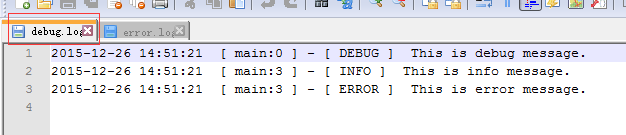 debug.log error.log
1 2015-12-26 14:51:21  [ main:0 ] - [ DEBUG ]  This is debug message.
2 2015-12-26 14:51:21  [ main:3 ] - [ INFO ]  This is info message.
3 2015-12-26 14:51:21  [ main:3 ] - [ ERROR ]  This is error message.
4